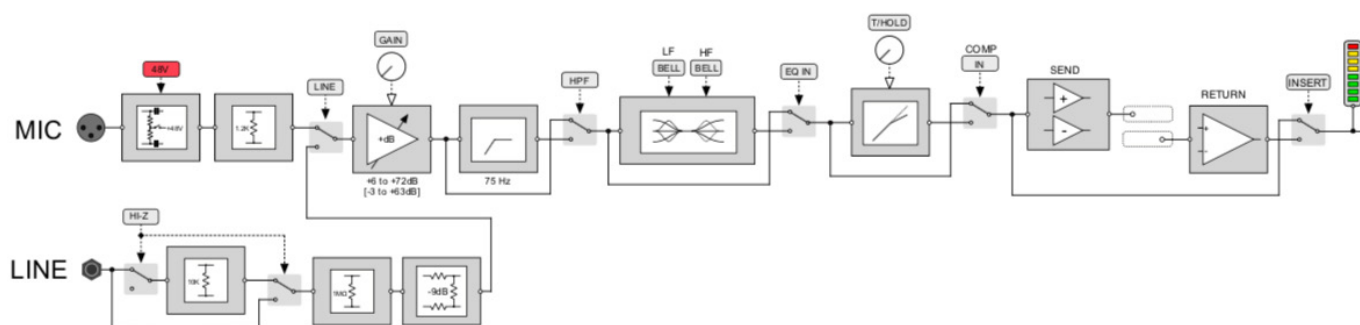 GAIN
T/HOLD
48V
LINE
HPF
LF HF
BELL BELL
EQ IN
COMP
IN
SEND
RETURN
INSERT
MIC
+48V
1.2K
+dB
+
-
+
-
+6 to +72dB
[-3 to +63dB]
75 Hz
HI-Z
LINE
10K
1MΩ
-9dB